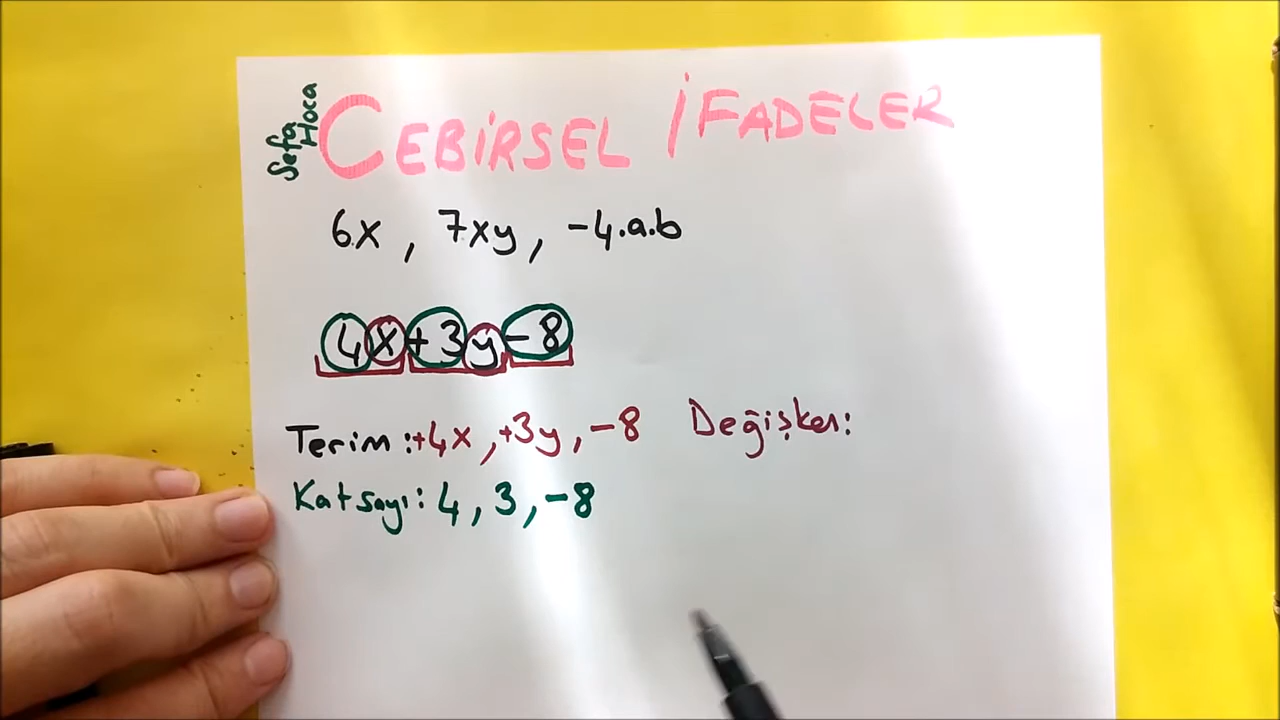 Sefa Hoca
CEBİRSEL İFADELER
6x , 7xy , -4.a.b
4x+3y-8
Terim :+4x ,+3y, -8 Değişken:
Katsayı: 4, 3, -8